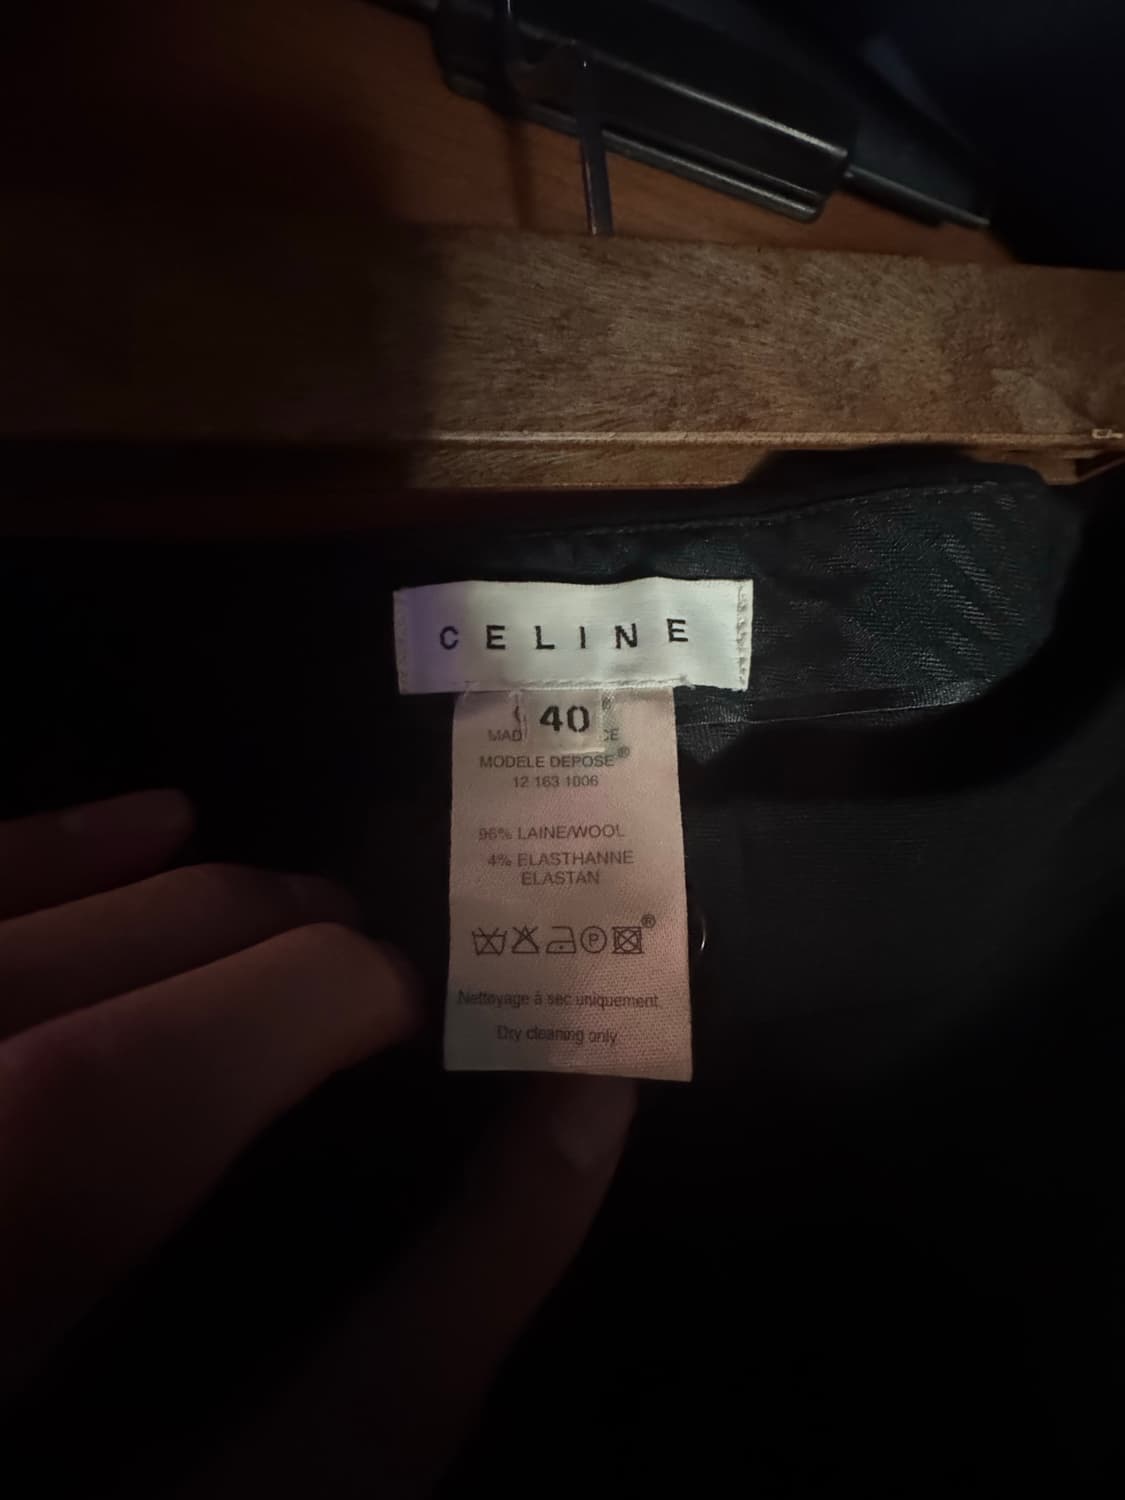 CELINE
40
MODELE DEPOSE®
12 163 1006
96% LAINE/WOOL
4% ELASTHANNE
ELASTAN
P ®
Nettoyage à sec uniquement
Dry cleaning only